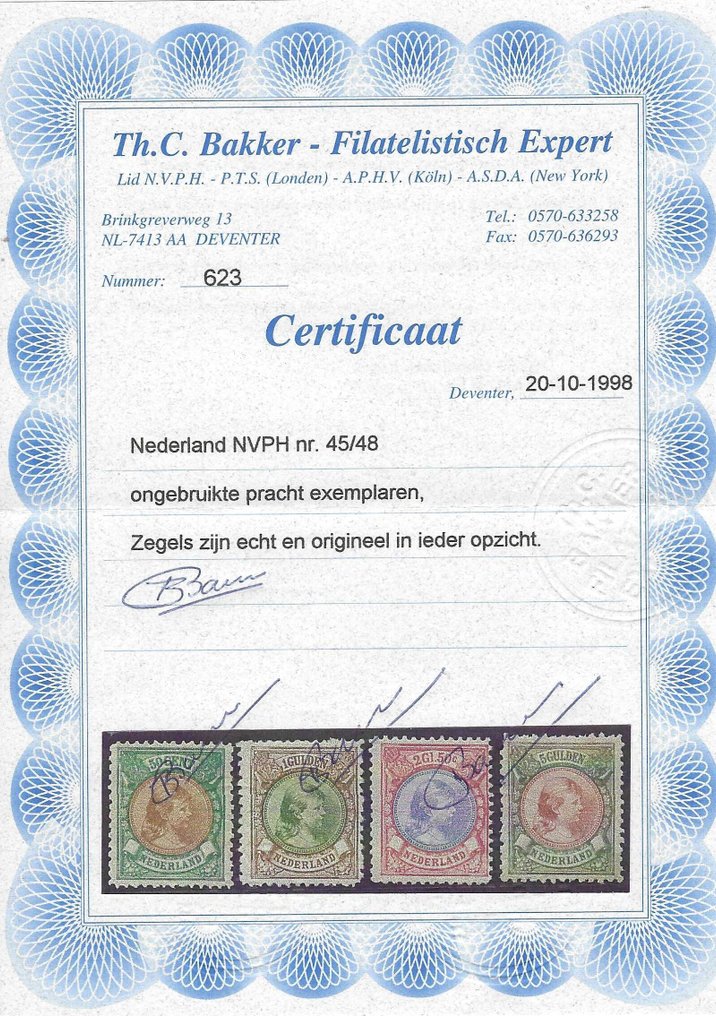 Th.C. Bakker - Filatelistisch Expert
Lid N.V.P.H. - P.T.S. (Londen) - A.P.H.V. (Köln) - A.S.D.A. (New York)
Brinkgreverweg 13
NL-7413 AA DEVENTER
Tel.: 0570-633258
Fax: 0570-636293
Nummer: 623
Certificaat
Deventer, 20-10-1998
Nederland NVPH nr. 45/48
ongebruikte pracht exemplaren,
Zegels zijn echt en origineel in ieder opzicht.
50 CENT
1 GULDEN
2 Gl. 50 c
5 GULDEN
NEDERLAND
NEDERLAND
NEDERLAND
NEDERLAND